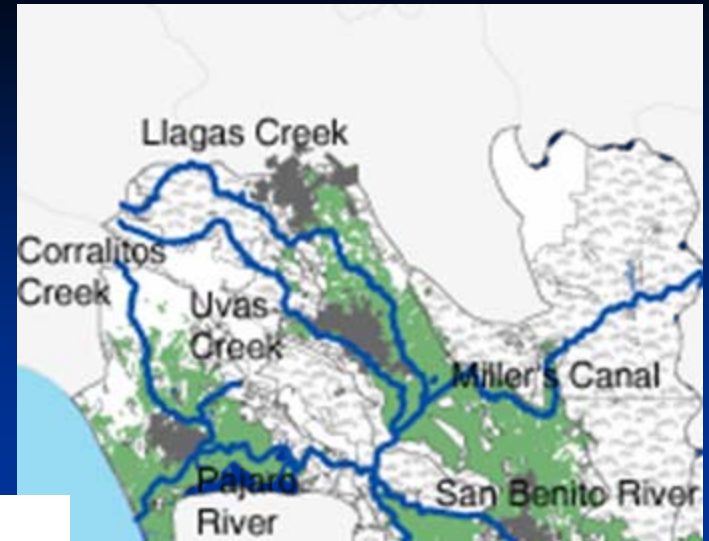 Llagas Creek
Corralitos
Creek
Uvas
Creek
Miller's Canal
Pajaro
River
San Benito River